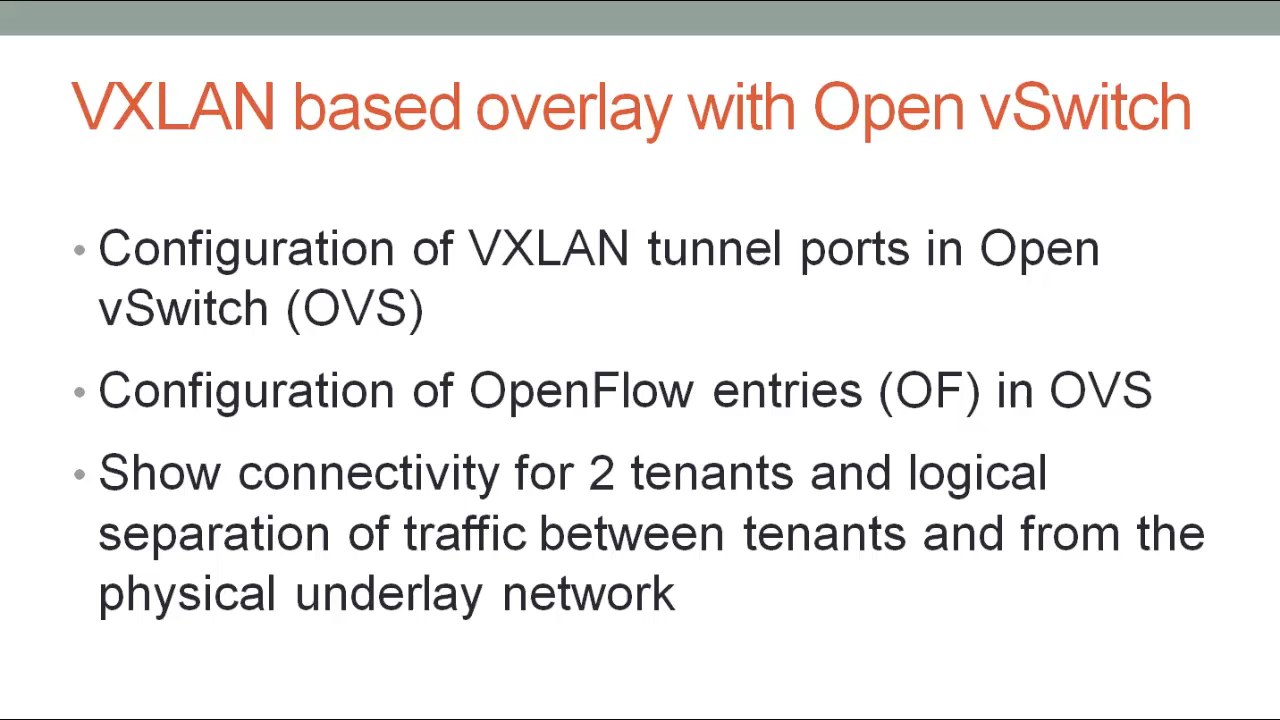 VXLAN based overlay with Open vSwitch
• Configuration of VXLAN tunnel ports in Open
vSwitch (OVS)
• Configuration of OpenFlow entries (OF) in OVS
• Show connectivity for 2 tenants and logical
separation of traffic between tenants and from the
physical underlay network